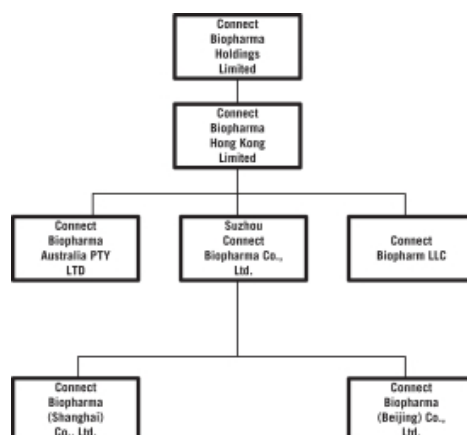 Connect
Biopharma
Holdings
Limited
Connect
Biopharma
Hong Kong
Limited
Connect
Biopharma
Australia PTY
LTD
Suzhou
Connect
Biopharma Co.,
Ltd.
Connect
Biopharm LLC
Connect
Biopharma
(Shanghai)
Co., Ltd.
Connect
Biopharma
(Beijing) Co.,
Ltd.